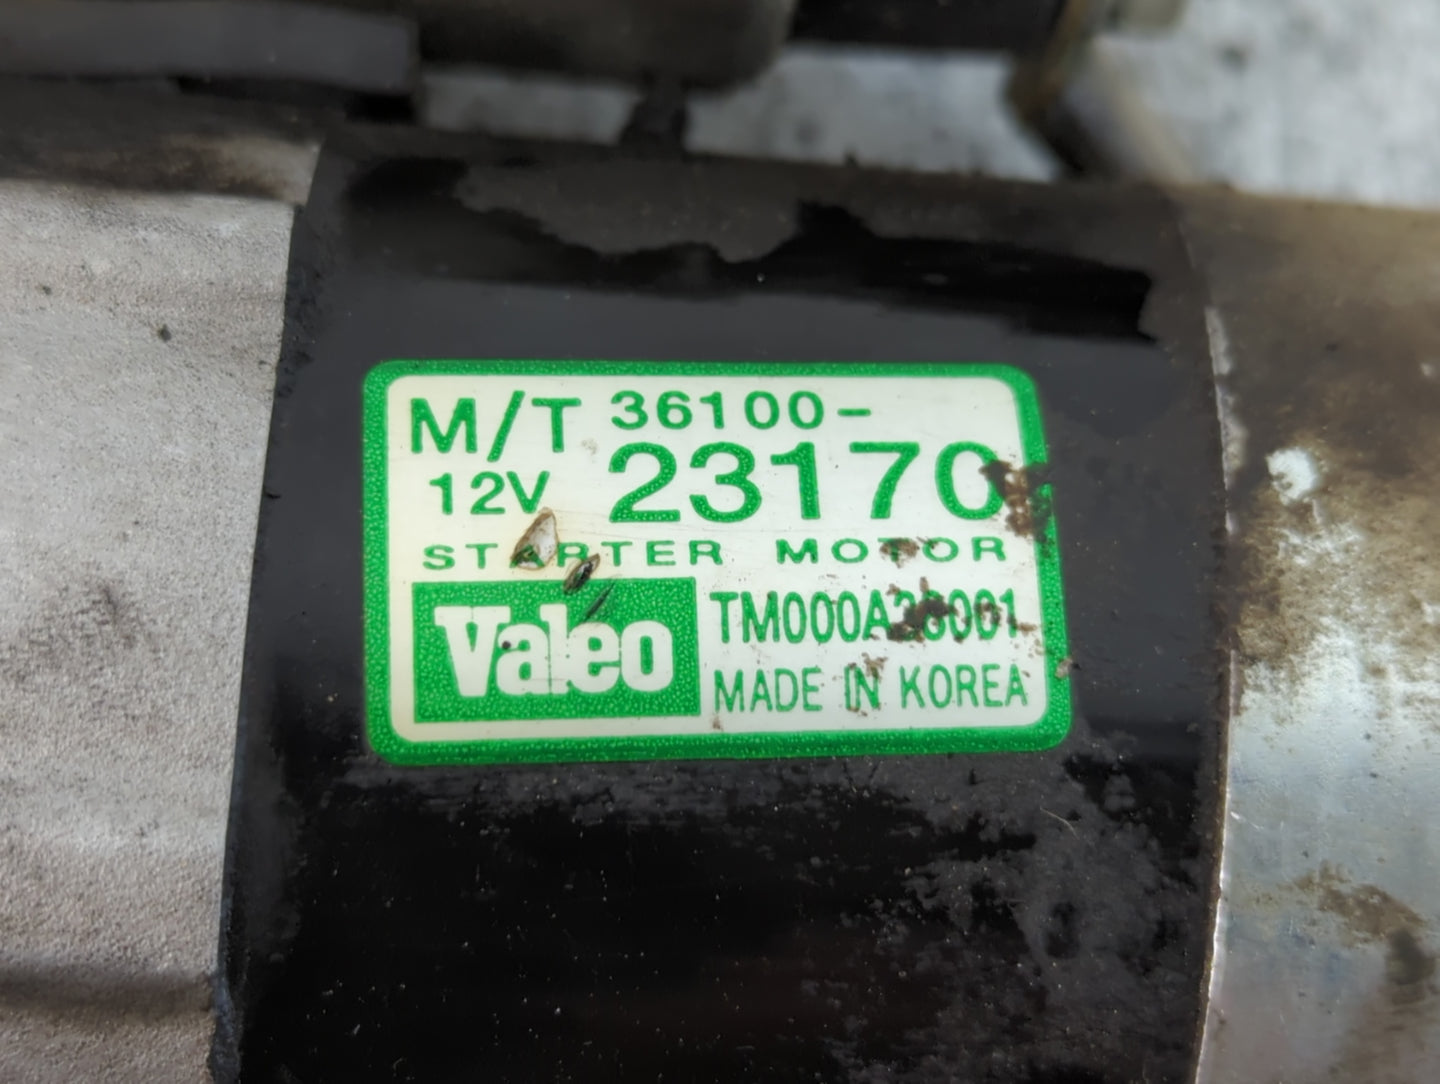 M/T 36100-
12V 23170
STARTER MOTOR
Valeo
MADE IN KOREA